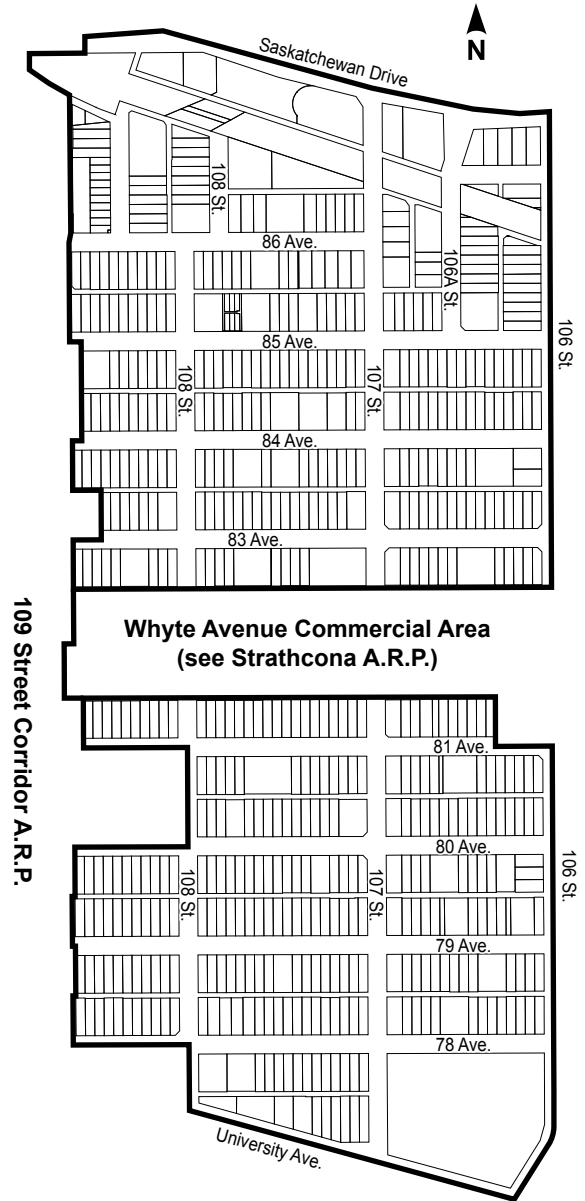 N
Saskatchewan Drive
108 St.
86 Ave.
106A St.
106 St.
85 Ave.
108 St.
107 St.
84 Ave.
83 Ave.
Whyte Avenue Commercial Area
(see Strathcona A.R.P.)
109 Street Corridor A.R.P.
81 Ave.
80 Ave.
106 St.
108 St.
107 St.
79 Ave.
78 Ave.
University Ave.